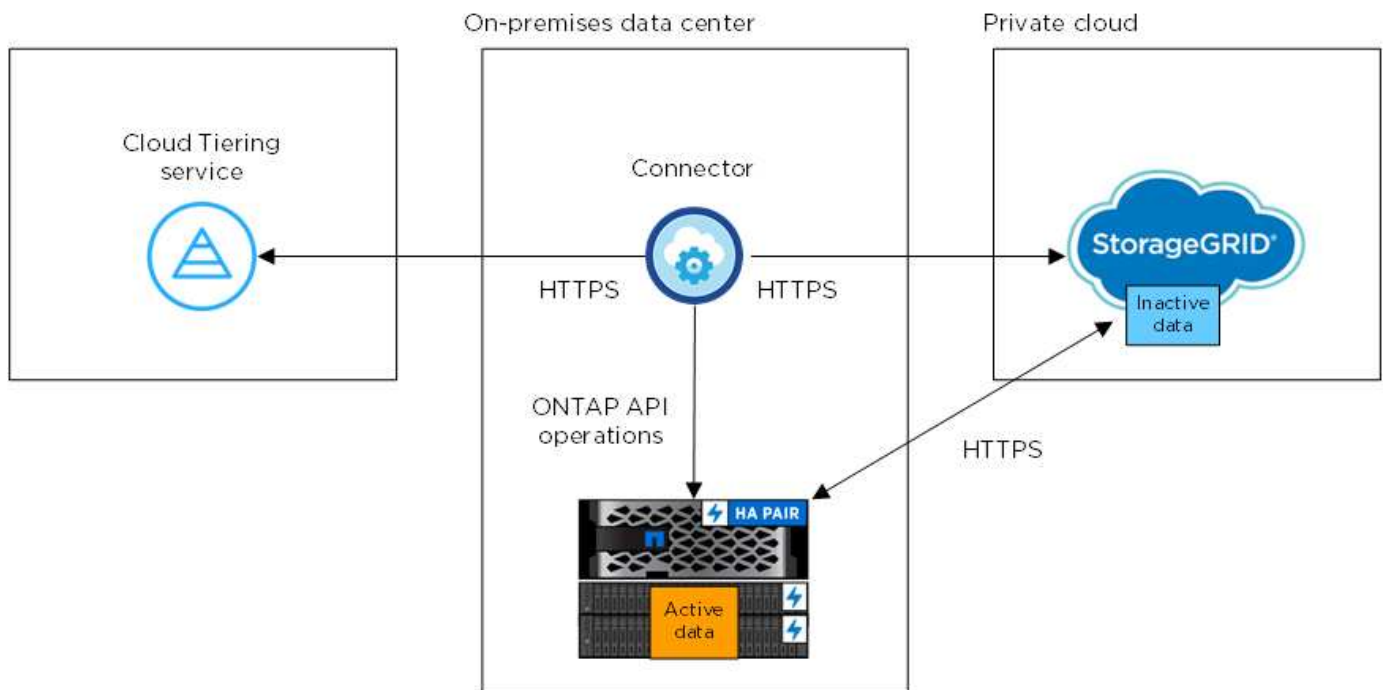 On-premises data center
Private cloud
Cloud Tiering
service
Connector
StorageGRID®
Inactive
data
HTTPS
HTTPS
ONTAP API
operations
HTTPS
HA PAIR
Active
data